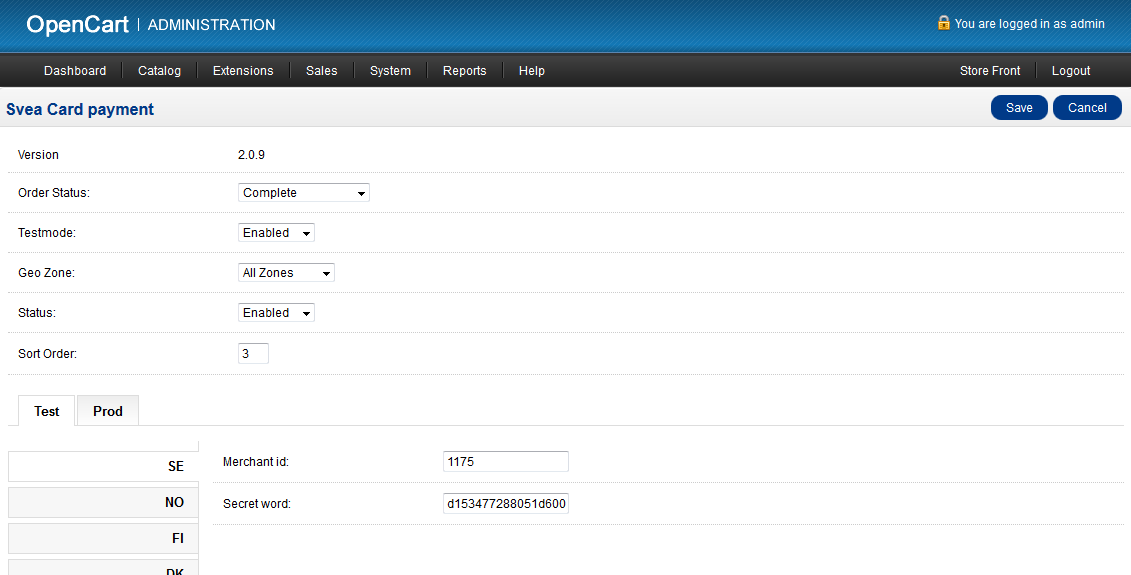 OpenCart | ADMINISTRATION You are logged in as admin
Dashboard Catalog Extensions Sales System Reports Help Store Front Logout
Svea Card payment Save Cancel
Version 2.0.9
Order Status: Complete
Testmode: Enabled
Geo Zone: All Zones
Status: Enabled
Sort Order: 3
Test Prod
SE Merchant id: 1175
NO Secret word: d153477288051d600
FI
DK